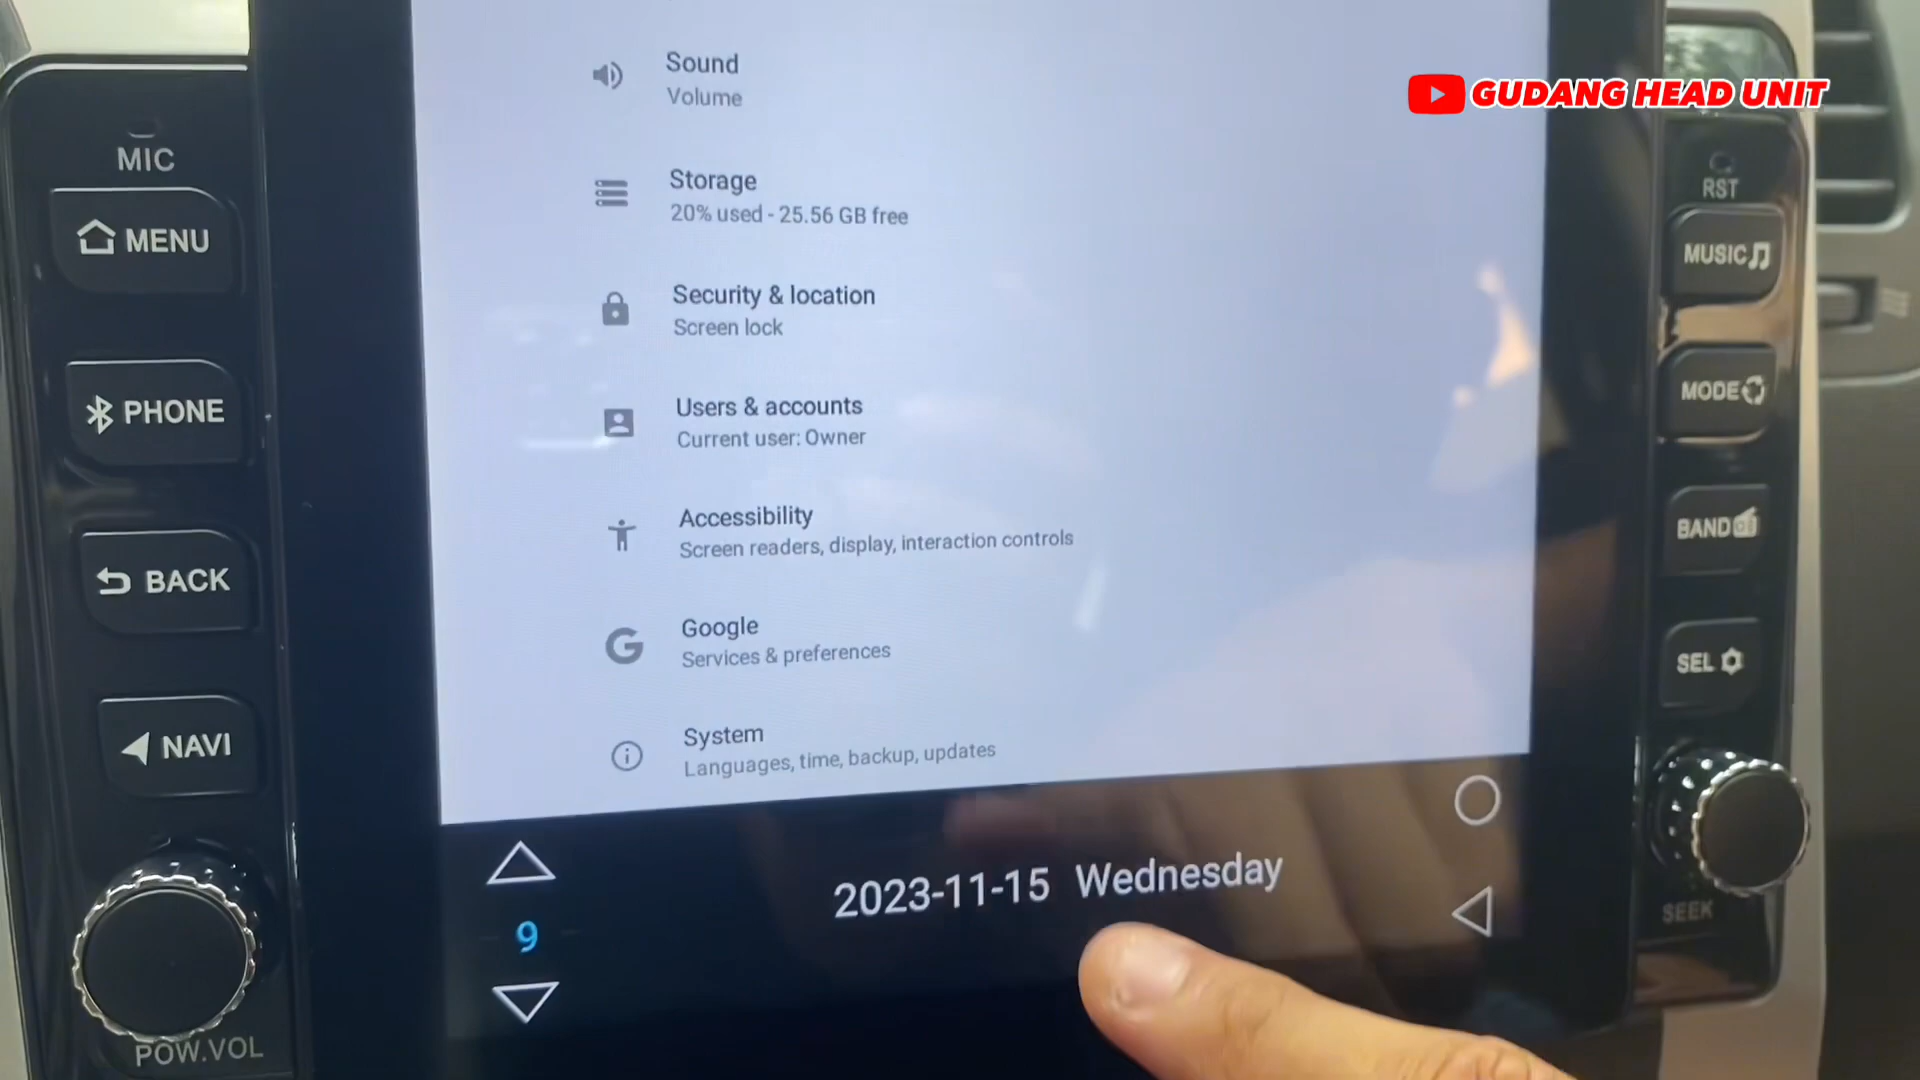 GUDANG HEAD UNIT
MIC
MENU
PHONE
BACK
NAVI
POW.VOL
Sound
Volume
Storage
20% used - 25.56 GB free
Security & location
Screen lock
Users & accounts
Current user: Owner
Accessibility
Screen readers, display, interaction controls
Google
Services & preferences
System
Languages, time, backup, updates
9
2023-11-15 Wednesday
RST
MUSIC
MODE
BAND
SEL
SEEK